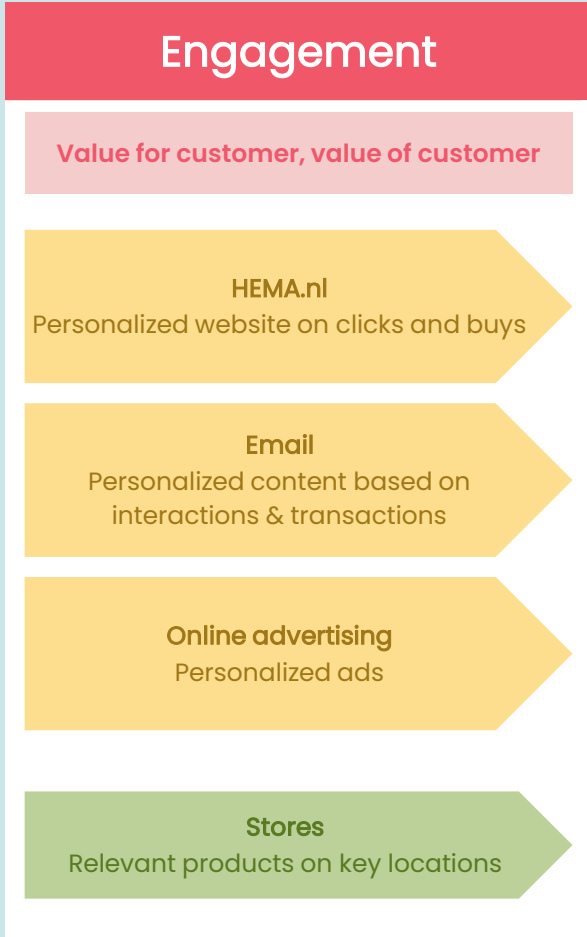 Engagement
Value for customer, value of customer
HEMA.nl
Personalized website on clicks and buys
Email
Personalized content based on
interactions & transactions
Online advertising
Personalized ads
Stores
Relevant products on key locations